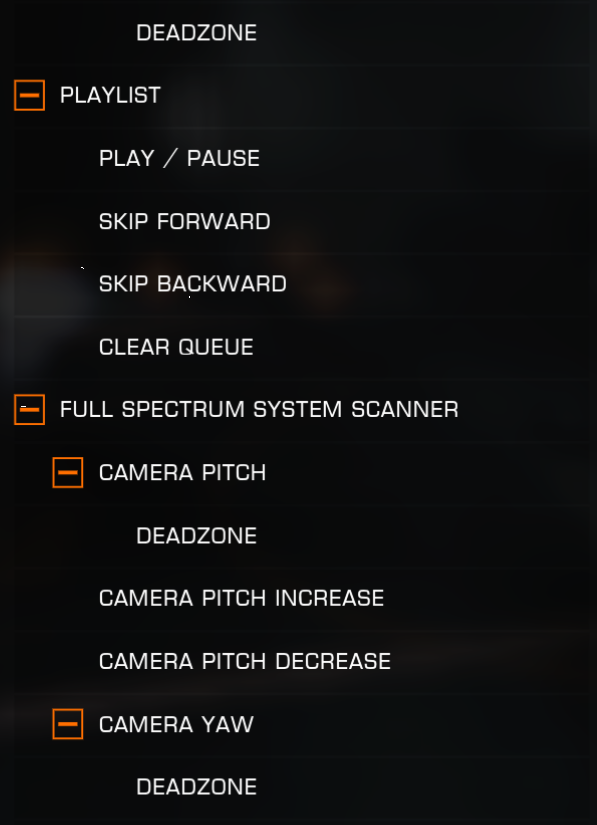 DEADZONE
PLAYLIST
PLAY / PAUSE
SKIP FORWARD
SKIP BACKWARD
CLEAR QUEUE
FULL SPECTRUM SYSTEM SCANNER
CAMERA PITCH
DEADZONE
CAMERA PITCH INCREASE
CAMERA PITCH DECREASE
CAMERA YAW
DEADZONE